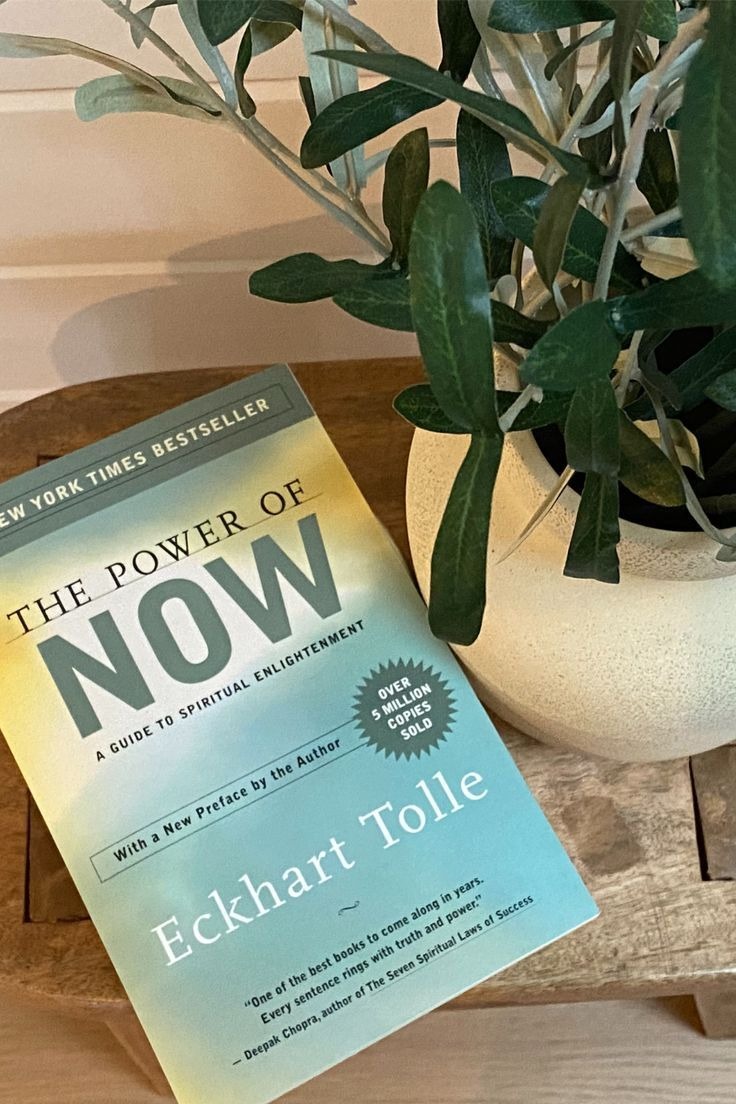 NEW YORK TIMES BESTSELLER
THE POWER OF
NOW
A GUIDE TO SPIRITUAL ENLIGHTENMENT
OVER
5 MILLION
COPIES
SOLD
With a New Preface by the Author
Eckhart Tolle
"One of the best books to come along in years.
Every sentence rings with truth and power."
— Deepak Chopra, author of The Seven Spiritual Laws of Success